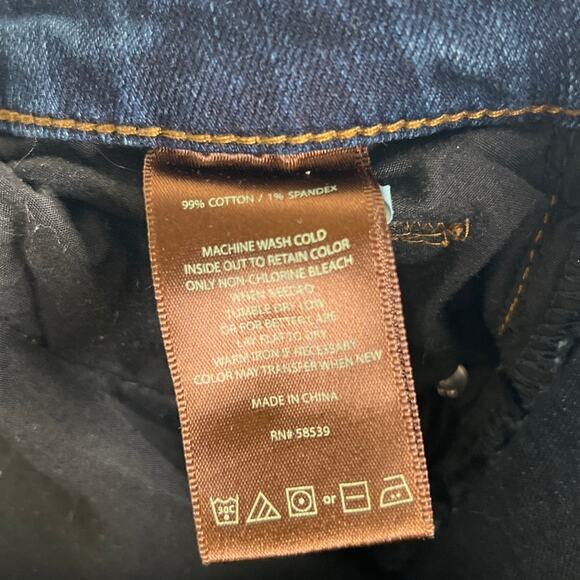 99% COTTON / 1% SPANDEX
MACHINE WASH COLD
INSIDE OUT TO RETAIN COLOR
ONLY NON-CHLORINE BLEACH
WHEN NEEDED
TUMBLE DRY LOW
OR FOR BETTER CARE
LAY FLAT TO DRY
WARM IRON IF NECESSARY
COLOR MAY TRANSFER WHEN NEW
MADE IN CHINA
RN# 58539
30C or